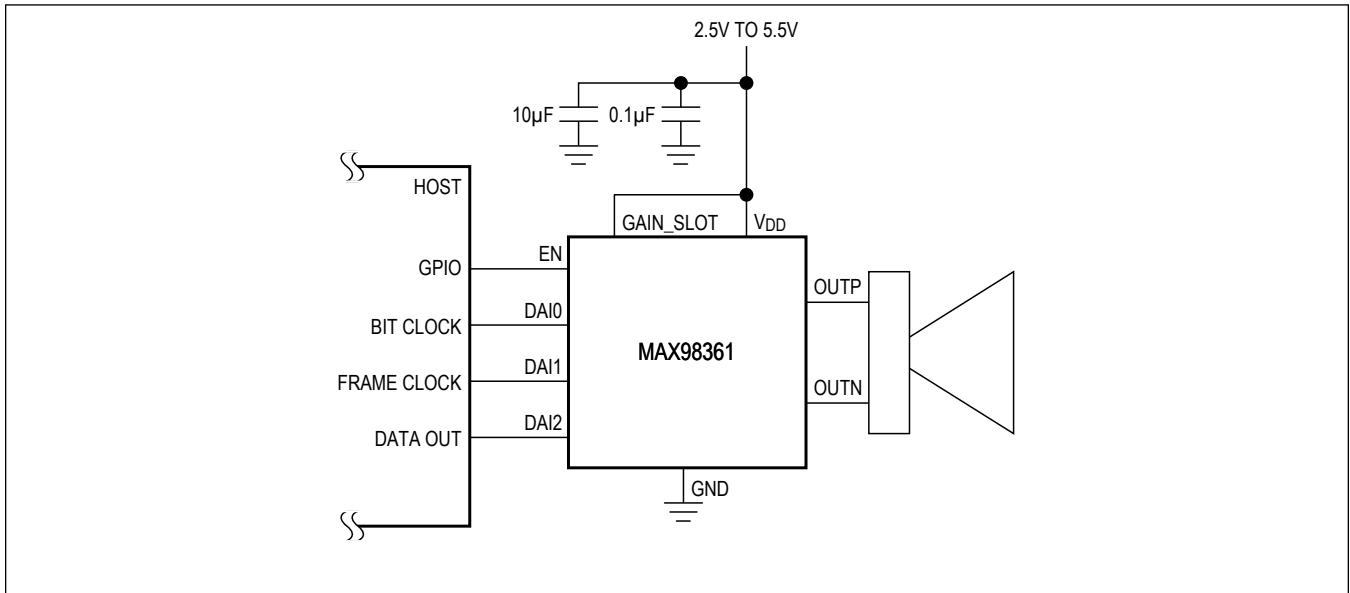 2.5V TO 5.5V
10µF
0.1µF
HOST
GAIN_SLOT
VDD
GPIO
EN
OUTP
BIT CLOCK
DAI0
MAX98361
FRAME CLOCK
DAI1
OUTN
DATA OUT
DAI2
GND